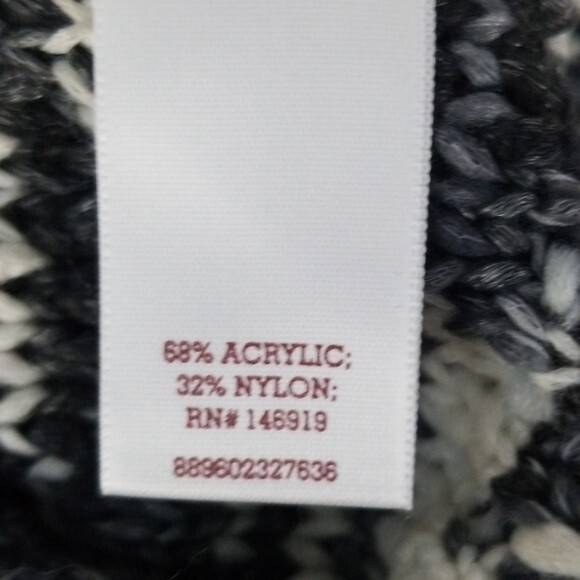 68% ACRYLIC;
32% NYLON;
RN# 146919
889602327636